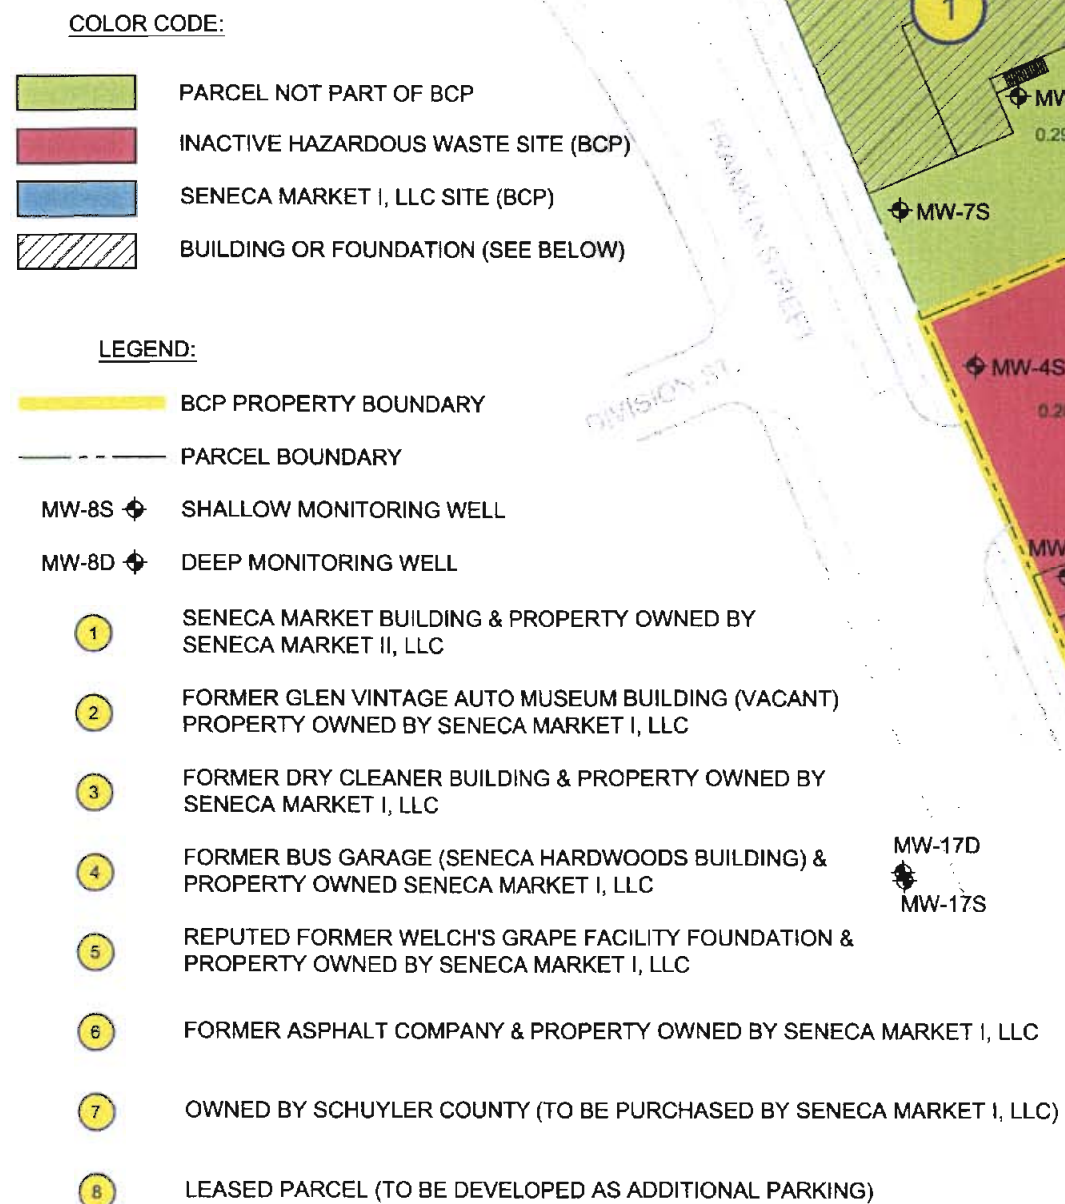 COLOR CODE:
PARCEL NOT PART OF BCP
INACTIVE HAZARDOUS WASTE SITE (BCP)
SENECA MARKET I, LLC SITE (BCP)
BUILDING OR FOUNDATION (SEE BELOW)
LEGEND:
BCP PROPERTY BOUNDARY
PARCEL BOUNDARY
MW-8S SHALLOW MONITORING WELL
MW-8D DEEP MONITORING WELL
1 SENECA MARKET BUILDING & PROPERTY OWNED BY
SENECA MARKET II, LLC
2 FORMER GLEN VINTAGE AUTO MUSEUM BUILDING (VACANT)
PROPERTY OWNED BY SENECA MARKET I, LLC
3 FORMER DRY CLEANER BUILDING & PROPERTY OWNED BY
SENECA MARKET I, LLC
4 FORMER BUS GARAGE (SENECA HARDWOODS BUILDING) &
PROPERTY OWNED SENECA MARKET I, LLC
5 REPUTED FORMER WELCH'S GRAPE FACILITY FOUNDATION &
PROPERTY OWNED BY SENECA MARKET I, LLC
6 FORMER ASPHALT COMPANY & PROPERTY OWNED BY SENECA MARKET I, LLC
7 OWNED BY SCHUYLER COUNTY (TO BE PURCHASED BY SENECA MARKET I, LLC)
8 LEASED PARCEL (TO BE DEVELOPED AS ADDITIONAL PARKING)
1
MW-7S
FRANKLIN STREET
DIVISION ST.
MW-4S
MW-17D
MW-17S